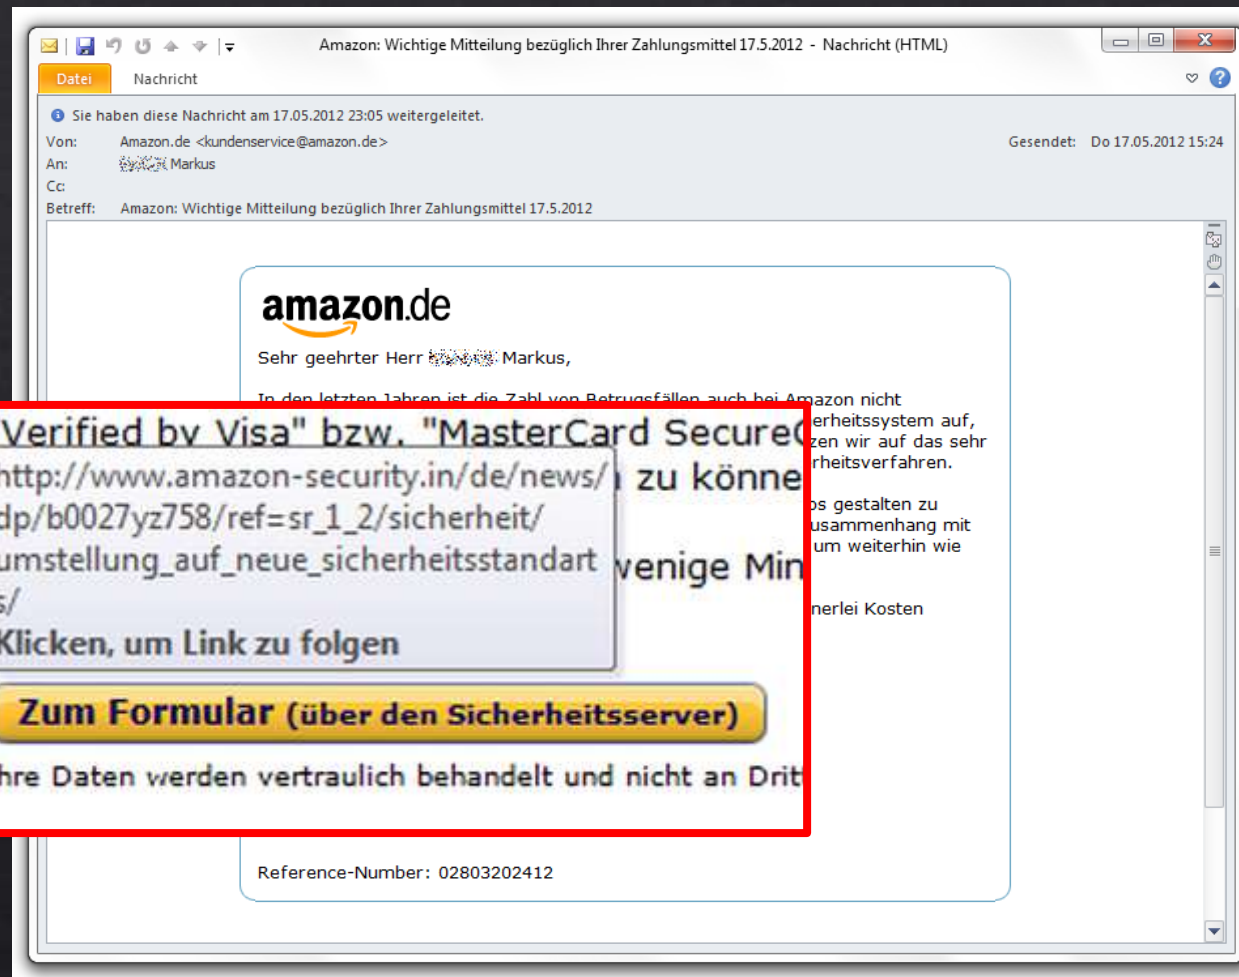 Amazon: Wichtige Mitteilung bezüglich Ihrer Zahlungsmittel 17.5.2012 - Nachricht (HTML)
Datei Nachricht
Sie haben diese Nachricht am 17.05.2012 23:05 weitergeleitet.
Von: Amazon.de <kundenservice@amazon.de> Gesendet: Do 17.05.2012 15:24
An: Markus
Cc:
Betreff: Amazon: Wichtige Mitteilung bezüglich Ihrer Zahlungsmittel 17.5.2012
amazon.de
Sehr geehrter Herr Markus,
In den letzten Jahren ist die Zahl von Betrugsfällen auch bei Amazon nicht
erheitssystem auf,
zen wir auf das sehr
rheitsverfahren.
os gestalten zu
usammenhang mit
um weiterhin wie
nerlei Kosten
Verified by Visa" bzw. "MasterCard Secure
http://www.amazon-security.in/de/news/ zu könne
dp/b0027yz758/ref=sr_1_2/sicherheit/
umstellung_auf_neue_sicherheitsstandart wenige Min
s/
Klicken, um Link zu folgen
Zum Formular (über den Sicherheitsserver)
hre Daten werden vertraulich behandelt und nicht an Drit
Reference-Number: 02803202412